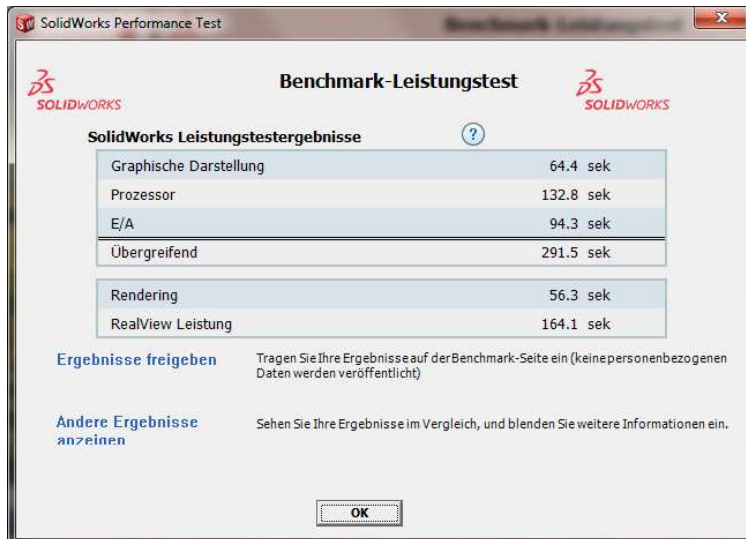 SolidWorks Performance Test
Benchmark-Leistungstest
SOLIDWORKS
SOLIDWORKS
SolidWorks Leistungstestergebnisse ?
Graphische Darstellung 64.4 sek
Prozessor 132.8 sek
E/A 94.3 sek
Übergreifend 291.5 sek
Rendering 56.3 sek
RealView Leistung 164.1 sek
Ergebnisse freigeben
Tragen Sie Ihre Ergebnisse auf der Benchmark-Seite ein (keine personenbezogenen
Daten werden veröffentlicht)
Andere Ergebnisse
anzeigen
Sehen Sie Ihre Ergebnisse im Vergleich, und blenden Sie weitere Informationen ein.
OK